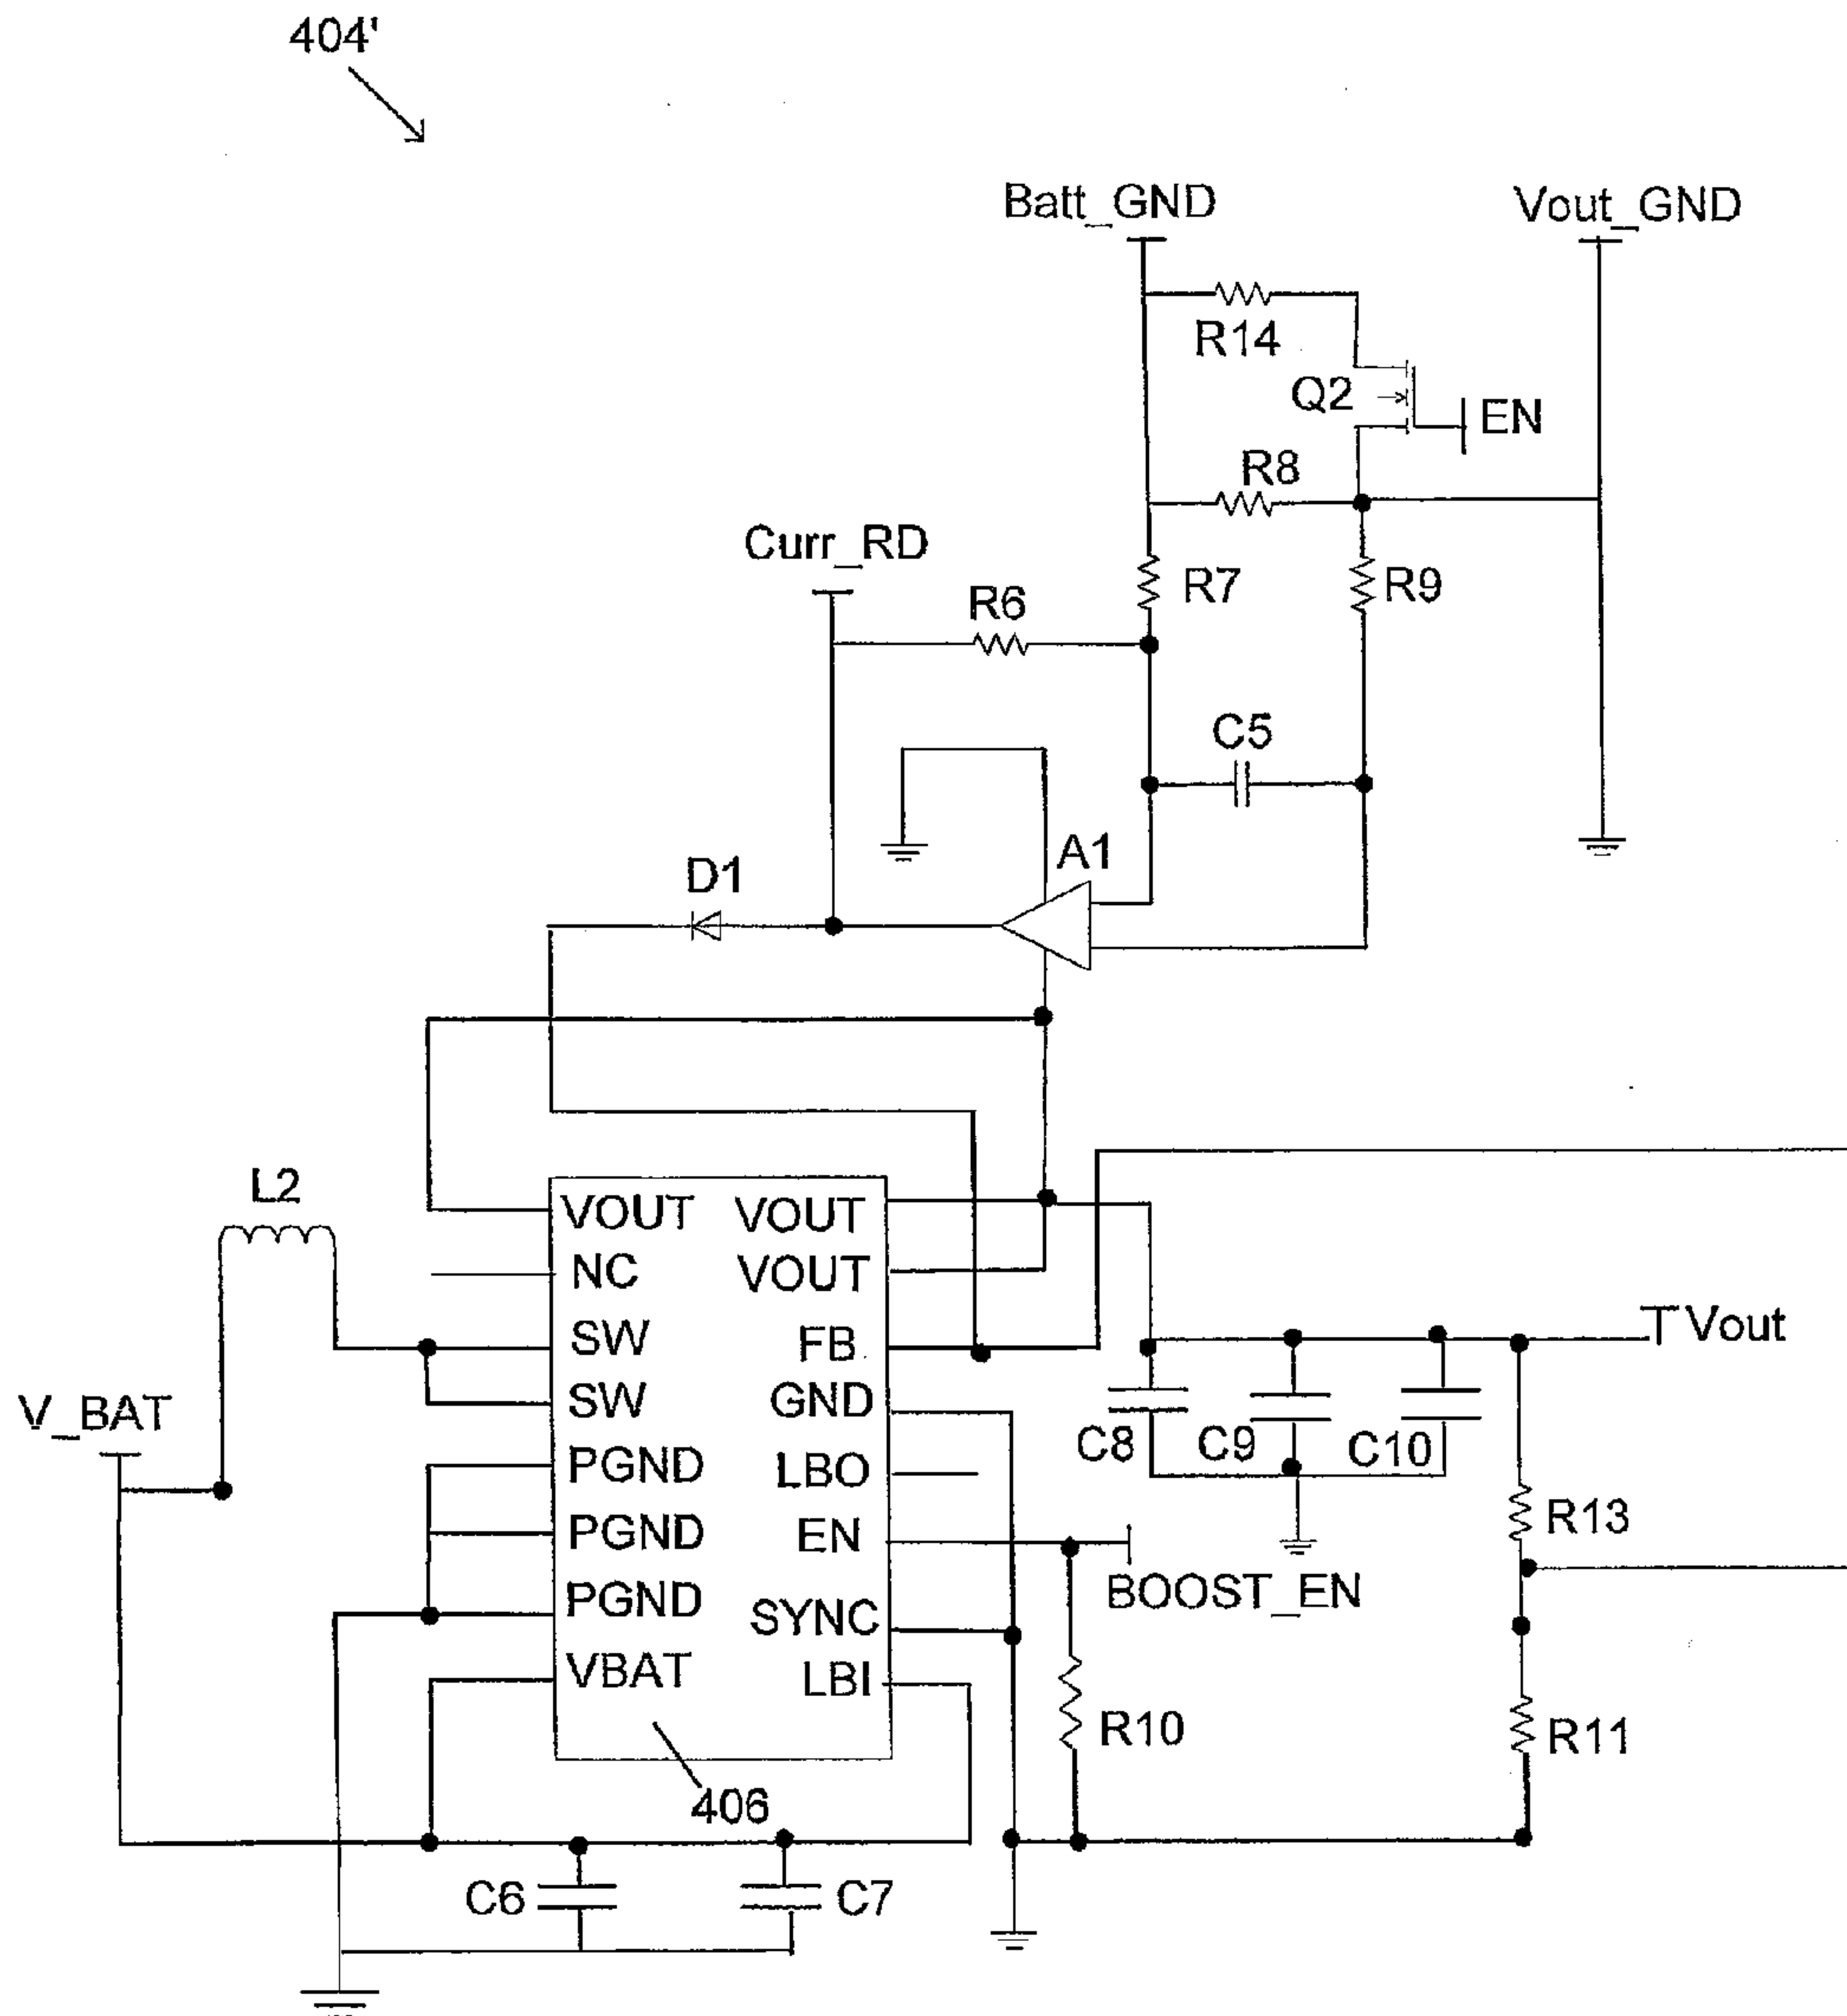 404'
Batt_GND
Vout_GND
R14
Q2
EN
R8
Curr_RD
R7
R9
R6
C5
A1
D1
L2
VOUT
VOUT
NC
VOUT
SW
FB
Vout
SW
GND
V_BAT
C8
C9
C10
PGND
LBO
R13
PGND
EN
BOOST_EN
PGND
SYNC
VBAT
LBI
R10
R11
406
C6
C7